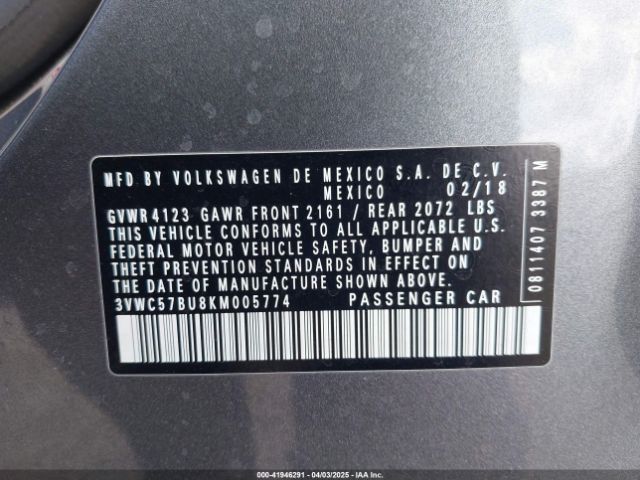 MFD BY VOLKSWAGEN DE MEXICO S.A. DE C.V.
MEXICO 02/18
GVWR 4123 GAWR FRONT 2161 / REAR 2072 LBS
THIS VEHICLE CONFORMS TO ALL APPLICABLE U.S.
FEDERAL MOTOR VEHICLE SAFETY, BUMPER AND
THEFT PREVENTION STANDARDS IN EFFECT ON
THE DATE OF MANUFACTURE SHOWN ABOVE.
3VWC57BU8KM005774 PASSENGER CAR
0811407 3387 M
000-41946291 - 04/03/2025 - IAA Inc.